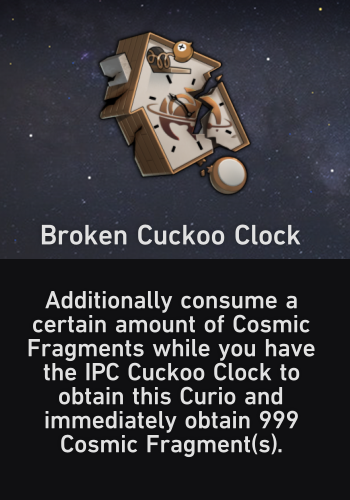 Broken Cuckoo Clock
Additionally consume a
certain amount of Cosmic
Fragments while you have
the IPC Cuckoo Clock to
obtain this Curio and
immediately obtain 999
Cosmic Fragment(s).